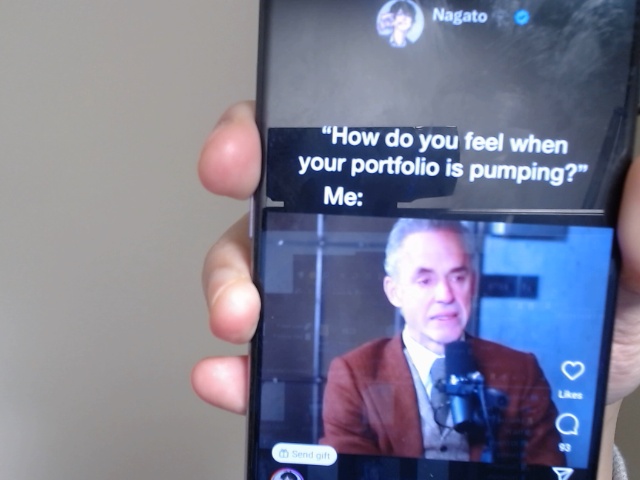 Nagato
“How do you feel when
your portfolio is pumping?”
Me:
Likes
93
Send gift